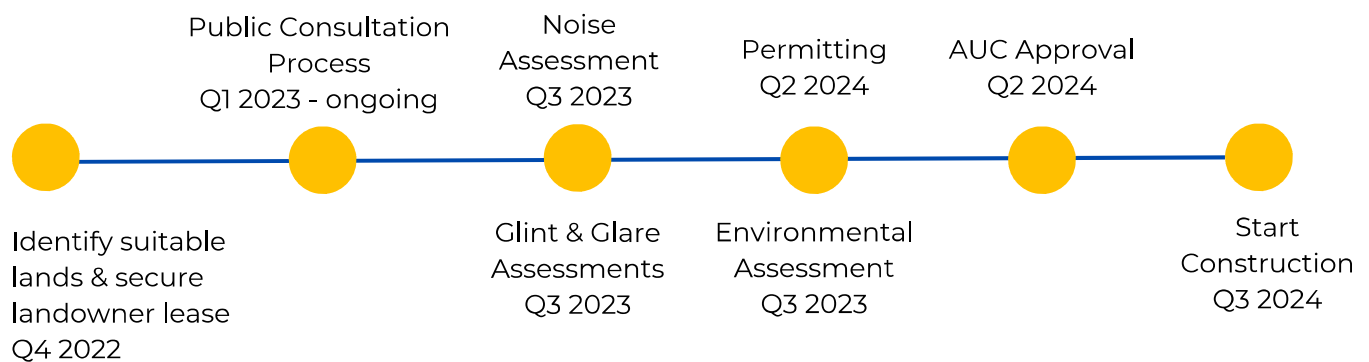 Public Consultation
Process
Q1 2023 - ongoing
Noise
Assessment
Q3 2023
Permitting
Q2 2024
AUC Approval
Q2 2024
Identify suitable
lands & secure
landowner lease
Q4 2022
Glint & Glare
Assessments
Q3 2023
Environmental
Assessment
Q3 2023
Start
Construction
Q3 2024